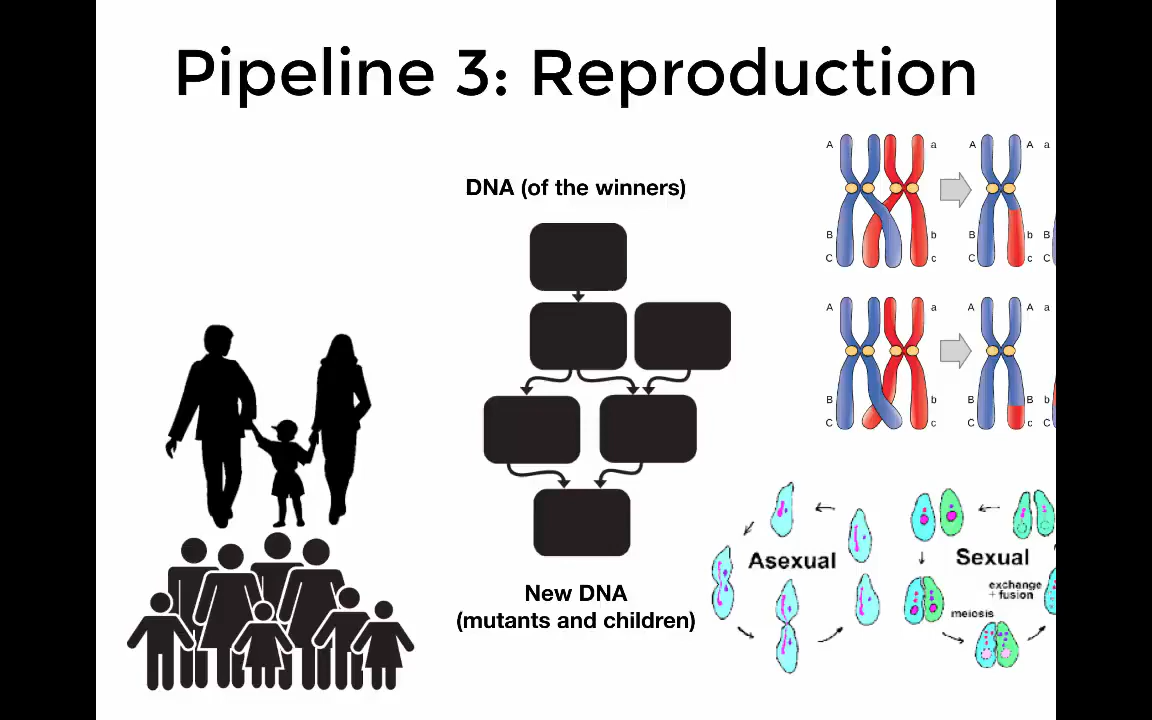 Pipeline 3: Reproduction
DNA (of the winners)
New DNA
(mutants and children)
A a A A a
B b B b B
C c C c C
A a A A a
B b B B b
C c C c C
Asexual
Sexual
exchange
+ fusion
meiosis